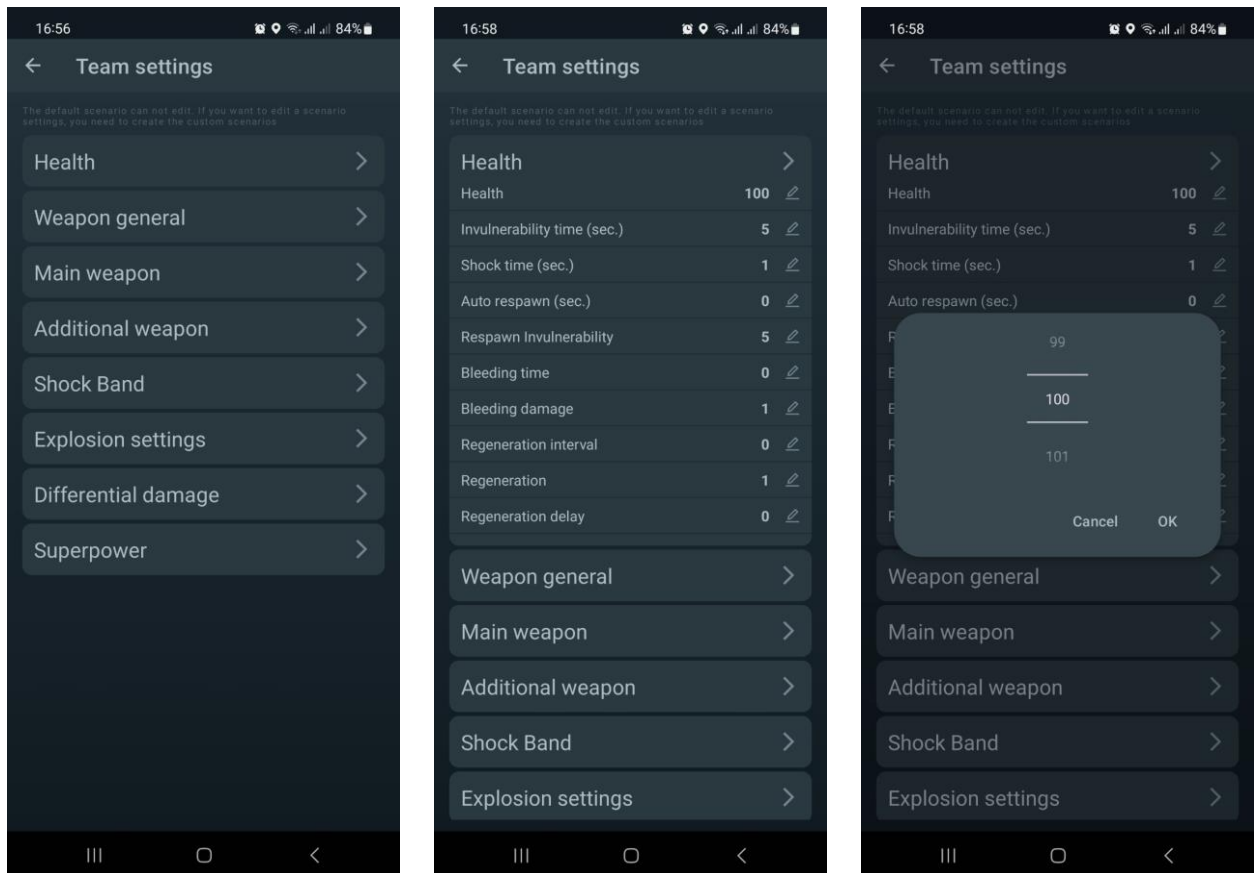 16:56
84%
Team settings
The default scenario can not edit. If you want to edit a scenario
settings, you need to create the custom scenarios
Health
Weapon general
Main weapon
Additional weapon
Shock Band
Explosion settings
Differential damage
Superpower
16:58
84%
Team settings
The default scenario can not edit. If you want to edit a scenario
settings, you need to create the custom scenarios
Health
Health 100
Invulnerability time (sec.) 5
Shock time (sec.) 1
Auto respawn (sec.) 0
Respawn Invulnerability 5
Bleeding time 0
Bleeding damage 1
Regeneration interval 0
Regeneration 1
Regeneration delay 0
Weapon general
Main weapon
Additional weapon
Shock Band
Explosion settings
16:58
84%
Team settings
The default scenario can not edit. If you want to edit a scenario
settings, you need to create the custom scenarios
Health
Health 100
Invulnerability time (sec.) 5
Shock time (sec.) 1
Auto respawn (sec.) 0
99
100
101
Cancel OK
Weapon general
Main weapon
Additional weapon
Shock Band
Explosion settings